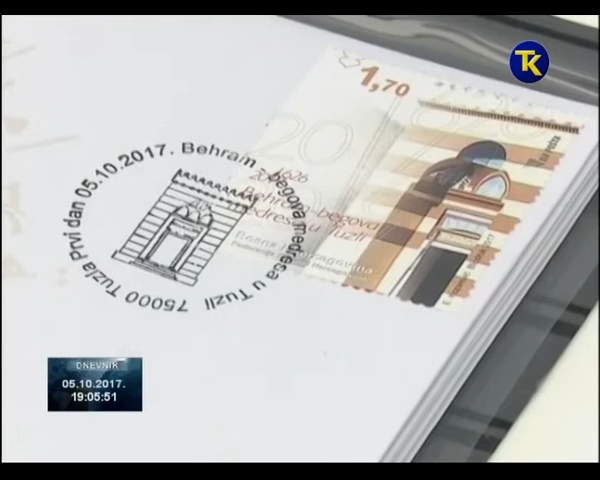 TK
1,70
1626
Behram-begova
medresa u Tuzli
Bosna i Hercegovina
75000 Tuzla Prvi dan 05.10.2017. Behram - begova medresa u Tuzli
DNEVNIK
05.10.2017.
19:05:51